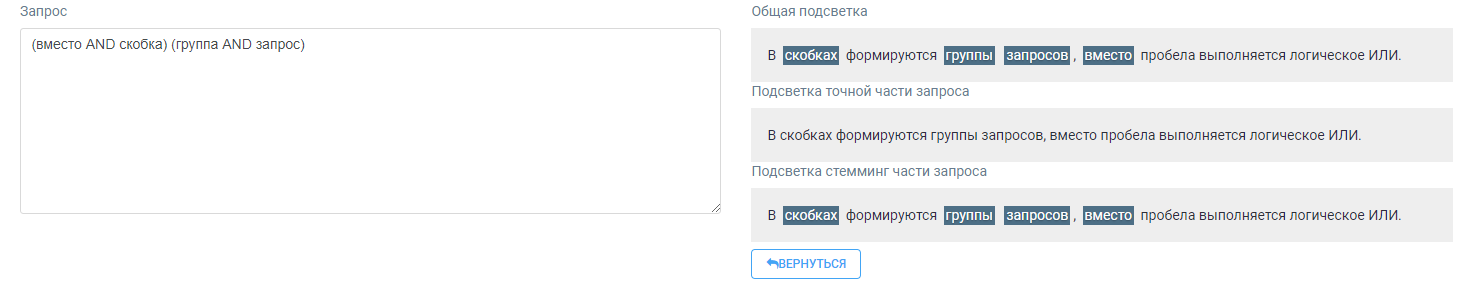 Запрос
(вместо AND скобка) (группа AND запрос)
Общая подсветка
В скобках формируются группы запросов, вместо пробела выполняется логическое ИЛИ.
Подсветка точной части запроса
В скобках формируются группы запросов, вместо пробела выполняется логическое ИЛИ.
Подсветка стемминг части запроса
В скобках формируются группы запросов, вместо пробела выполняется логическое ИЛИ.
ВЕРНУТЬСЯ